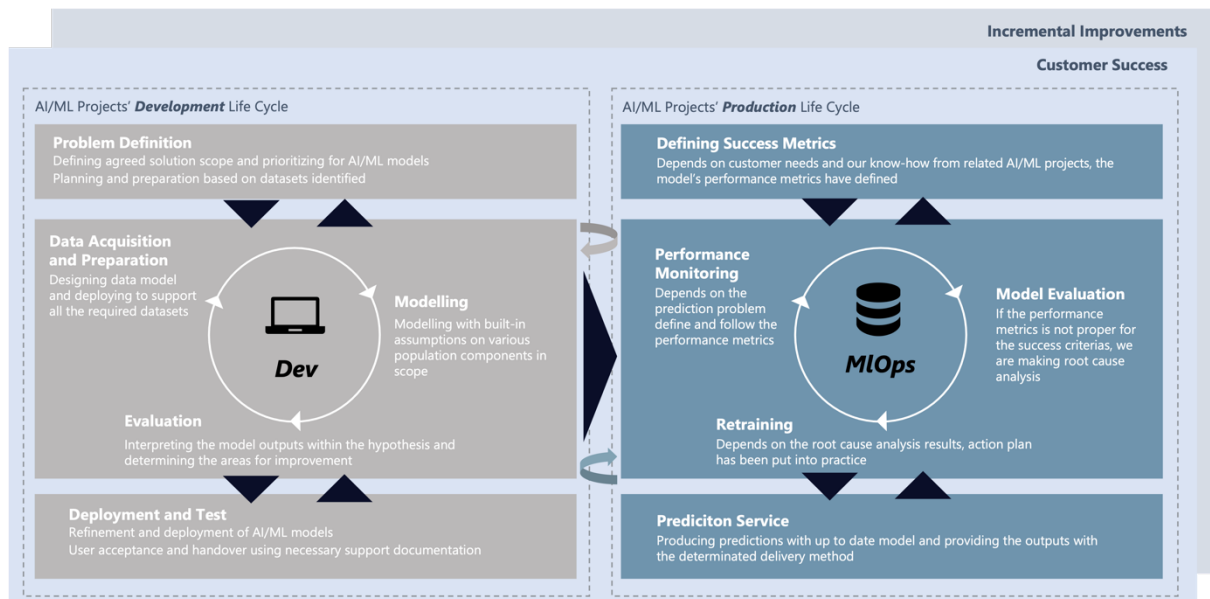 Incremental Improvements
Customer Success
AI/ML Projects' Development Life Cycle
Problem Definition
Defining agreed solution scope and prioritizing for AI/ML models
Planning and preparation based on datasets identified
Data Acquisition
and Preparation
Designing data model
and deploying to support
all the required datasets
Dev
Modelling
Modelling with built-in
assumptions on various
population components in
scope
Evaluation
Interpreting the model outputs within the hypothesis and
determining the areas for improvement
Deployment and Test
Refinement and deployment of AI/ML models
User acceptance and handover using necessary support documentation
AI/ML Projects' Production Life Cycle
Defining Success Metrics
Depends on customer needs and our know-how from related AI/ML projects, the
model's performance metrics have defined
Performance
Monitoring
Depends on the
prediction problem
define and follow the
performance metrics
MlOps
Model Evaluation
If the performance
metrics is not proper for
the success criterias, we
are making root cause
analysis
Retraining
Depends on the root cause analysis results, action plan
has been put into practice
Prediciton Service
Producing predictions with up to date model and providing the outputs with
the determinated delivery method